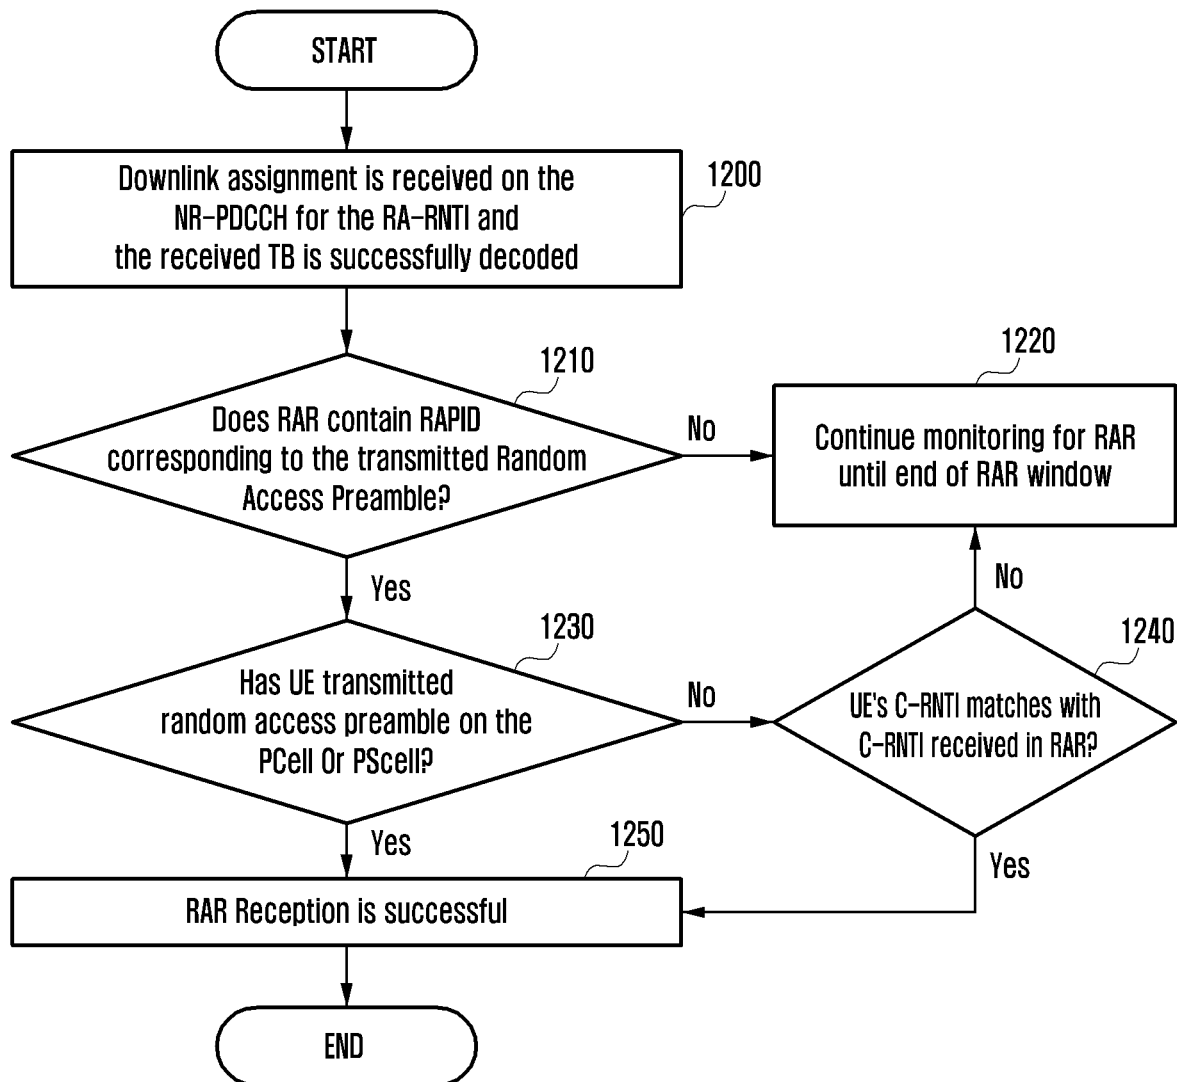 START
Downlink assignment is received on the
NR-PDCCH for the RA-RNTI and
the received TB is successfully decoded
1200
1210
Does RAR contain RAPID
corresponding to the transmitted Random
Access Preamble?
No
1220
Continue monitoring for RAR
until end of RAR window
Yes
No
1230
Has UE transmitted
random access preamble on the
PCell Or PScell?
No
1240
UE's C-RNTI matches with
C-RNTI received in RAR?
Yes
Yes
1250
RAR Reception is successful
END